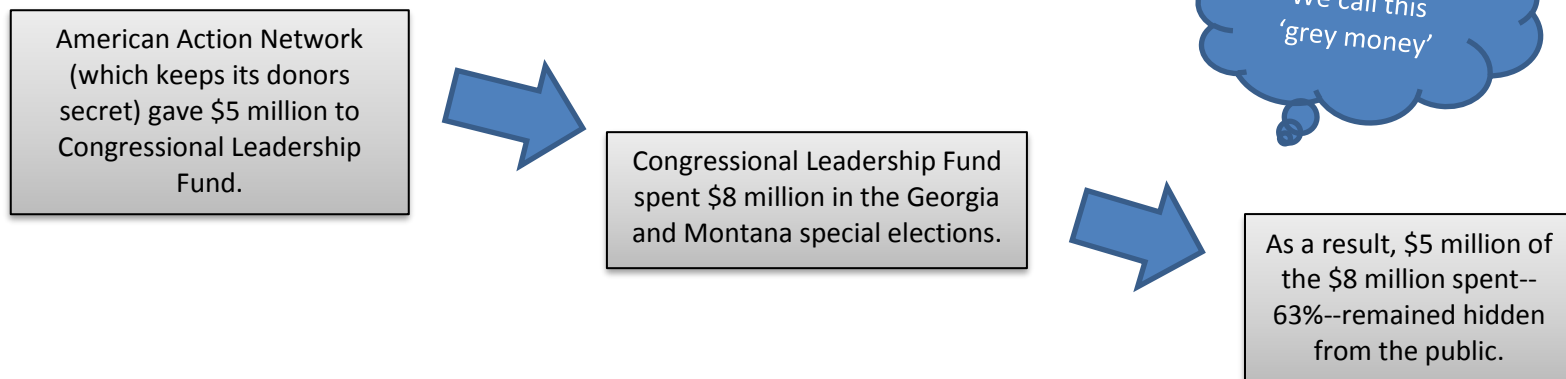 American Action Network
(which keeps its donors
secret) gave $5 million to
Congressional Leadership
Fund.
Congressional Leadership Fund
spent $8 million in the Georgia
and Montana special elections.
We call this
‘grey money’
As a result, $5 million of
the $8 million spent--
63%--remained hidden
from the public.